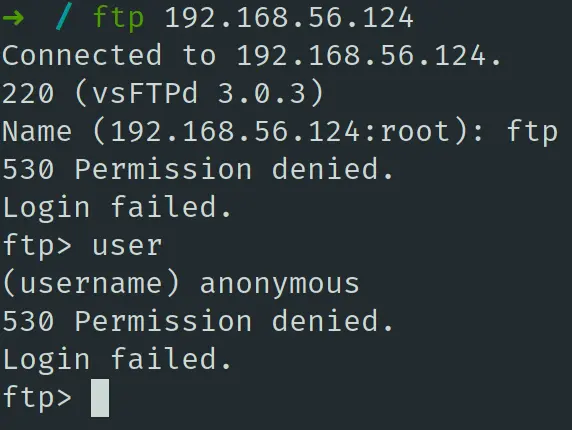 ➜  / ftp 192.168.56.124
Connected to 192.168.56.124.
220 (vsFTPd 3.0.3)
Name (192.168.56.124:root): ftp
530 Permission denied.
Login failed.
ftp> user
(username) anonymous
530 Permission denied.
Login failed.
ftp>